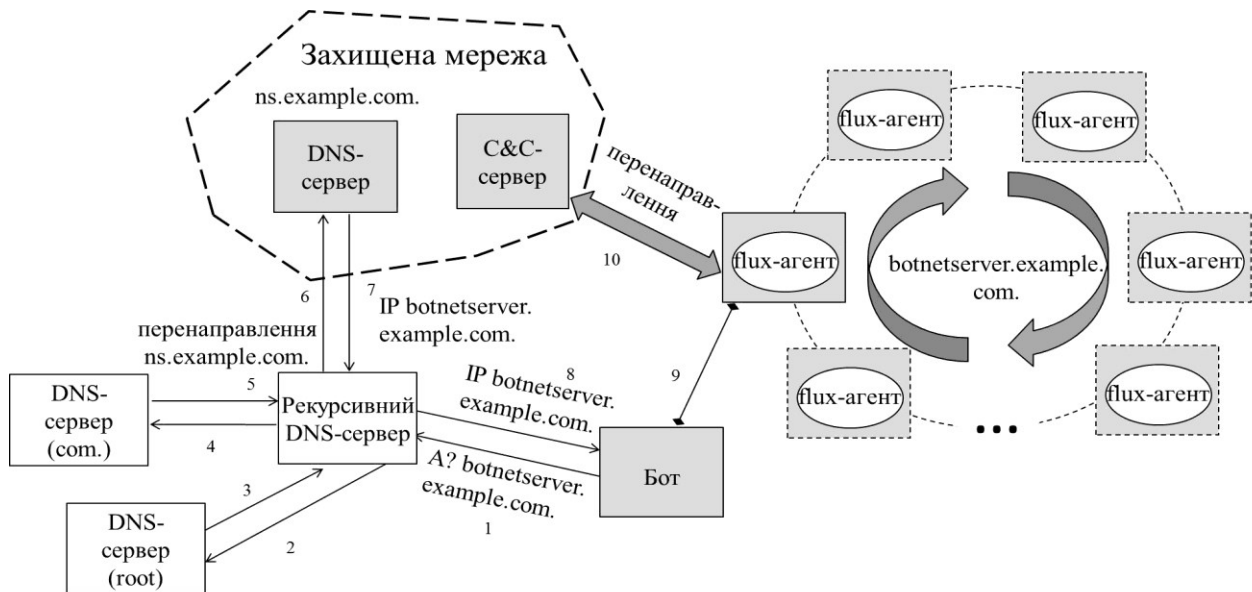 Захищена мережа
ns.example.com.
DNS-
сервер
C&C-
сервер
перенаправ-
лення
10
flux-агент
flux-агент
flux-агент
flux-агент
flux-агент
flux-агент
botnetserver.example.
com.
6
7
IP botnetserver.
example.com.
перенаправлення
ns.example.com.
5
DNS-
сервер
(com.)
4
Рекурсивний
DNS-сервер
8
IP botnetserver.
example.com.
9
A? botnetserver.
example.com.
1
Бот
3
2
DNS-
сервер
(root)
...